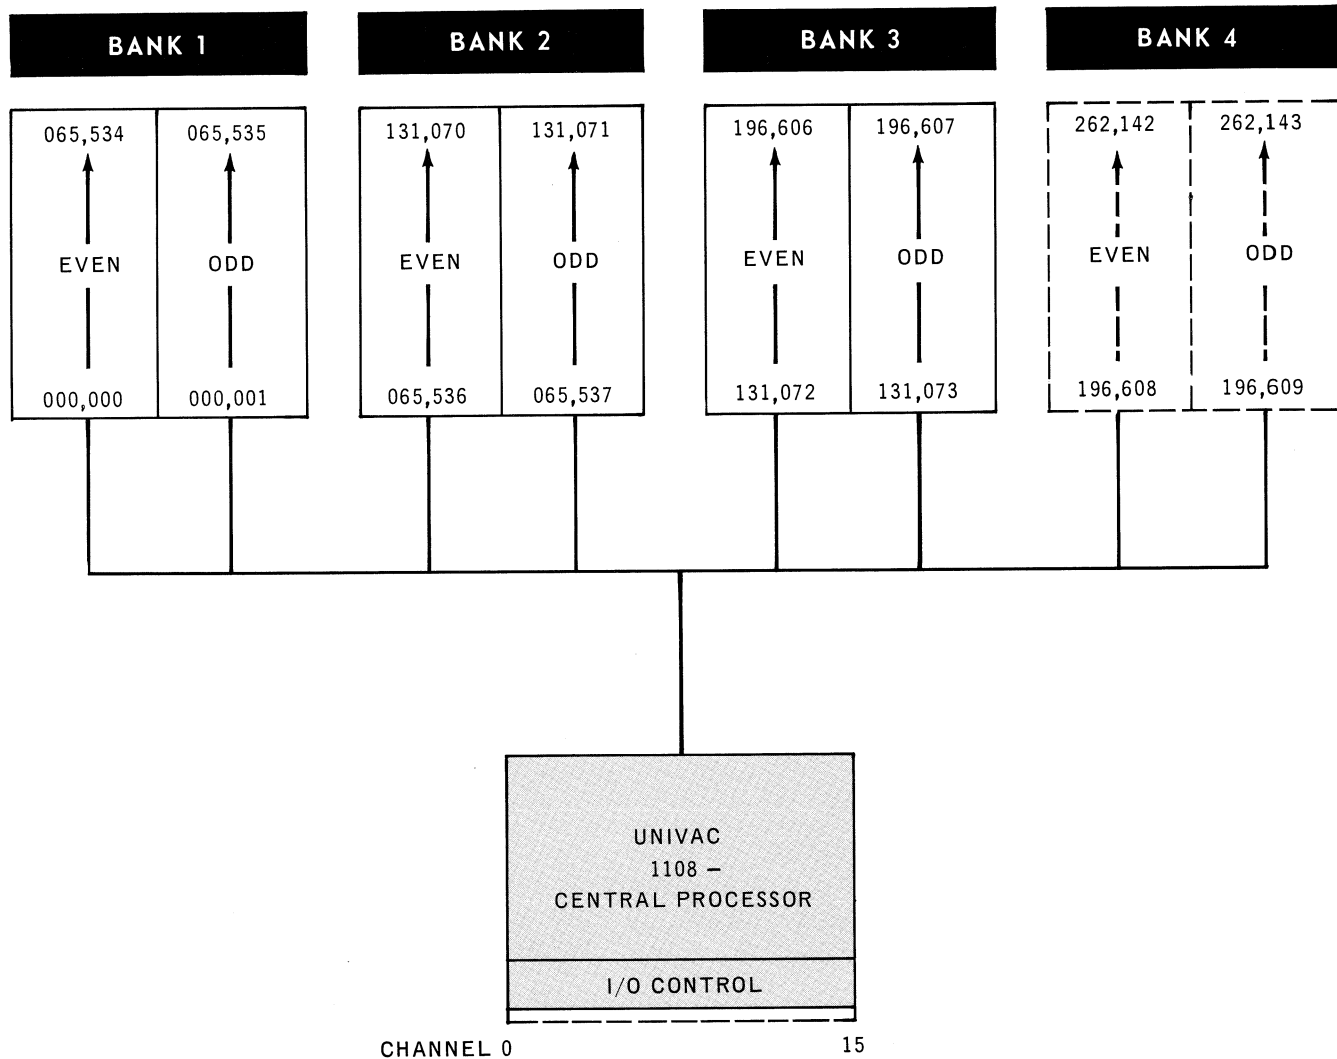 BANK 1
BANK 2
BANK 3
BANK 4
065,534
065,535
131,070
131,071
196,606
196,607
262,142
262,143
EVEN
ODD
EVEN
ODD
EVEN
ODD
EVEN
ODD
000,000
000,001
065,536
065,537
131,072
131,073
196,608
196,609
UNIVAC
1108 –
CENTRAL PROCESSOR
I/O CONTROL
CHANNEL 0
15